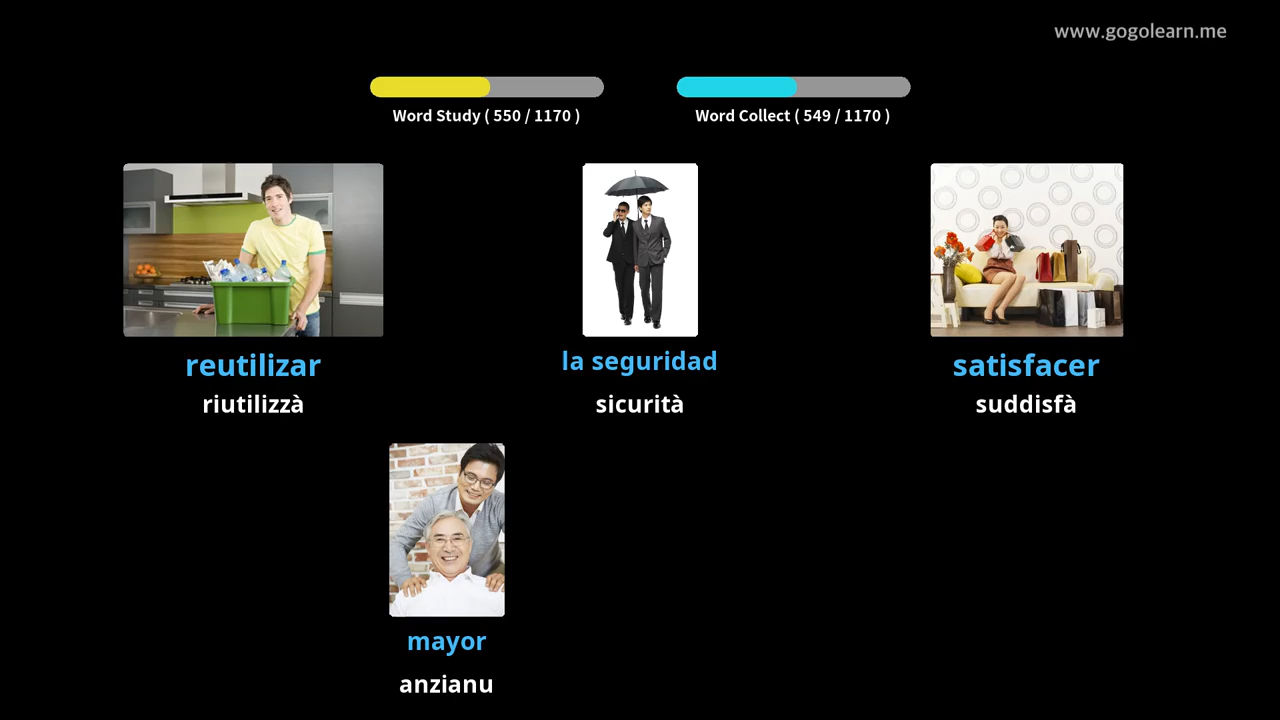 www.gogolearn.me
Word Study ( 550 / 1170 )
Word Collect ( 549 / 1170 )
reutilizar
riutilizzà
la seguridad
sicurità
satisfacer
suddisfà
mayor
anzianu